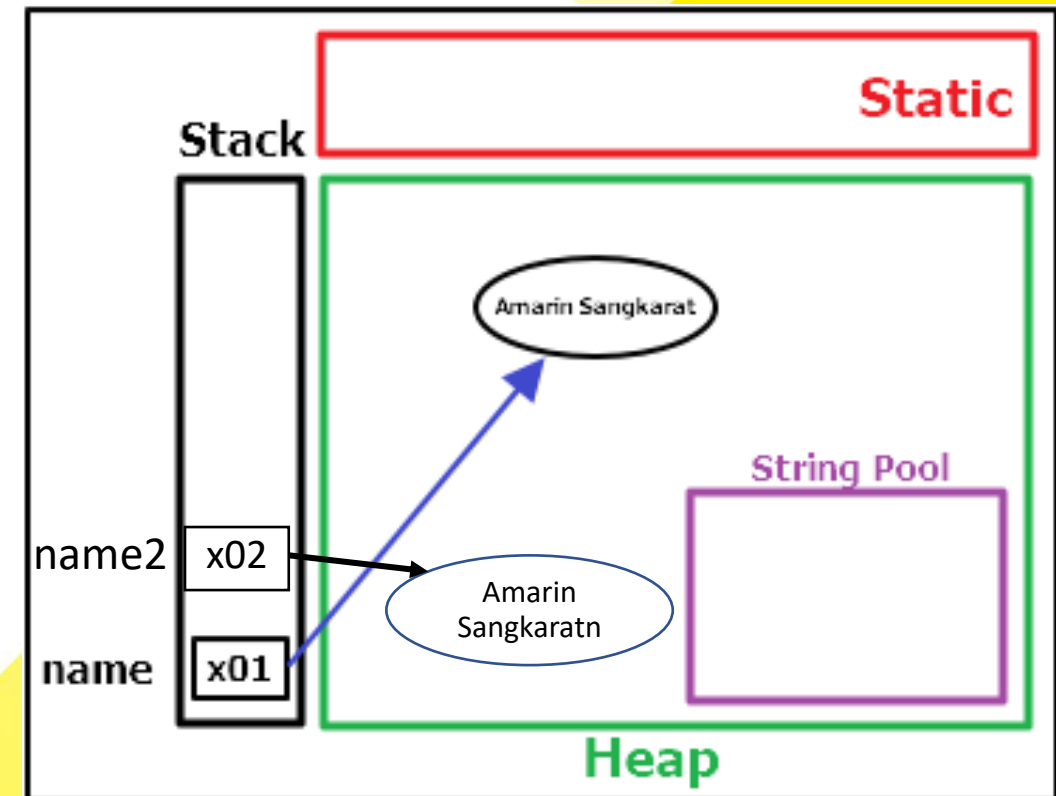 Static
Stack
Amarin Sangkarat
String Pool
name2
x02
Amarin
Sangkaratn
name
x01
Heap